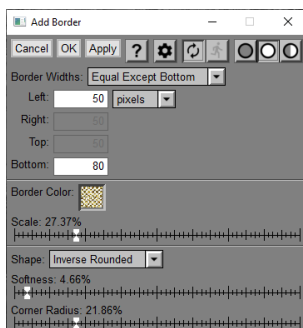 Add Border
Cancel OK Apply ?
Border Widths: Equal Except Bottom
Left: 50 pixels
Right: 50
Top: 50
Bottom: 80
Border Color:
Scale: 27.37%
Shape: Inverse Rounded
Softness: 4.66%
Corner Radius: 21.86%